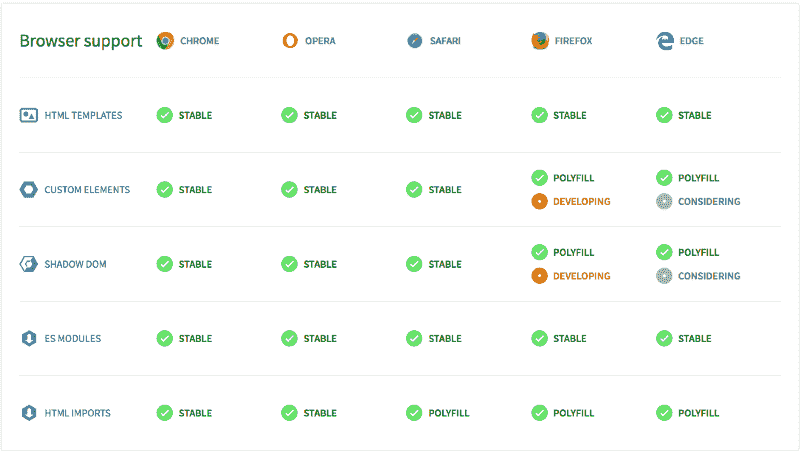 Browser support CHROME OPERA SAFARI FIREFOX EDGE
HTML TEMPLATES STABLE STABLE STABLE STABLE STABLE
CUSTOM ELEMENTS STABLE STABLE STABLE POLYFILL POLYFILL
DEVELOPING CONSIDERING
SHADOW DOM STABLE STABLE STABLE POLYFILL POLYFILL
DEVELOPING CONSIDERING
ES MODULES STABLE STABLE STABLE STABLE STABLE
HTML IMPORTS STABLE STABLE POLYFILL POLYFILL POLYFILL